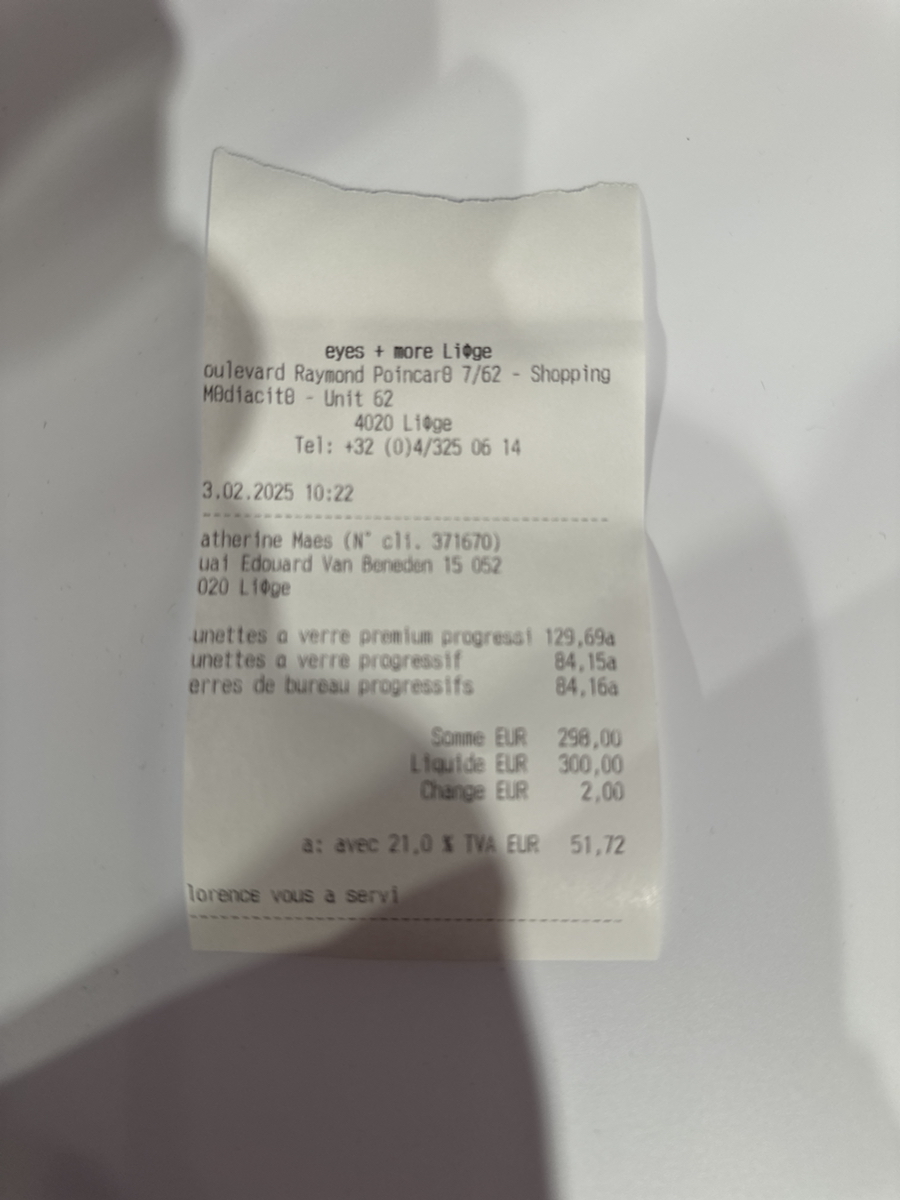 eyes + more Li�ge
oulevard Raymond Poincar0 7/62 - Shopping
M0diacit0 - Unit 62
4020 Li�ge
Tel: +32 (0)4/325 06 14
3.02.2025 10:22
atherine Maes (N° cli. 371670)
uai Edouard Van Beneden 15 052
020 Li�ge
unettes a verre premium progressi 129,69a
unettes a verre progressif 84,15a
erres de bureau progressifs 84,16a
Somme EUR 298,00
Liquide EUR 300,00
Change EUR 2,00
a: avec 21,0 % TVA EUR 51,72
lorence vous a servi